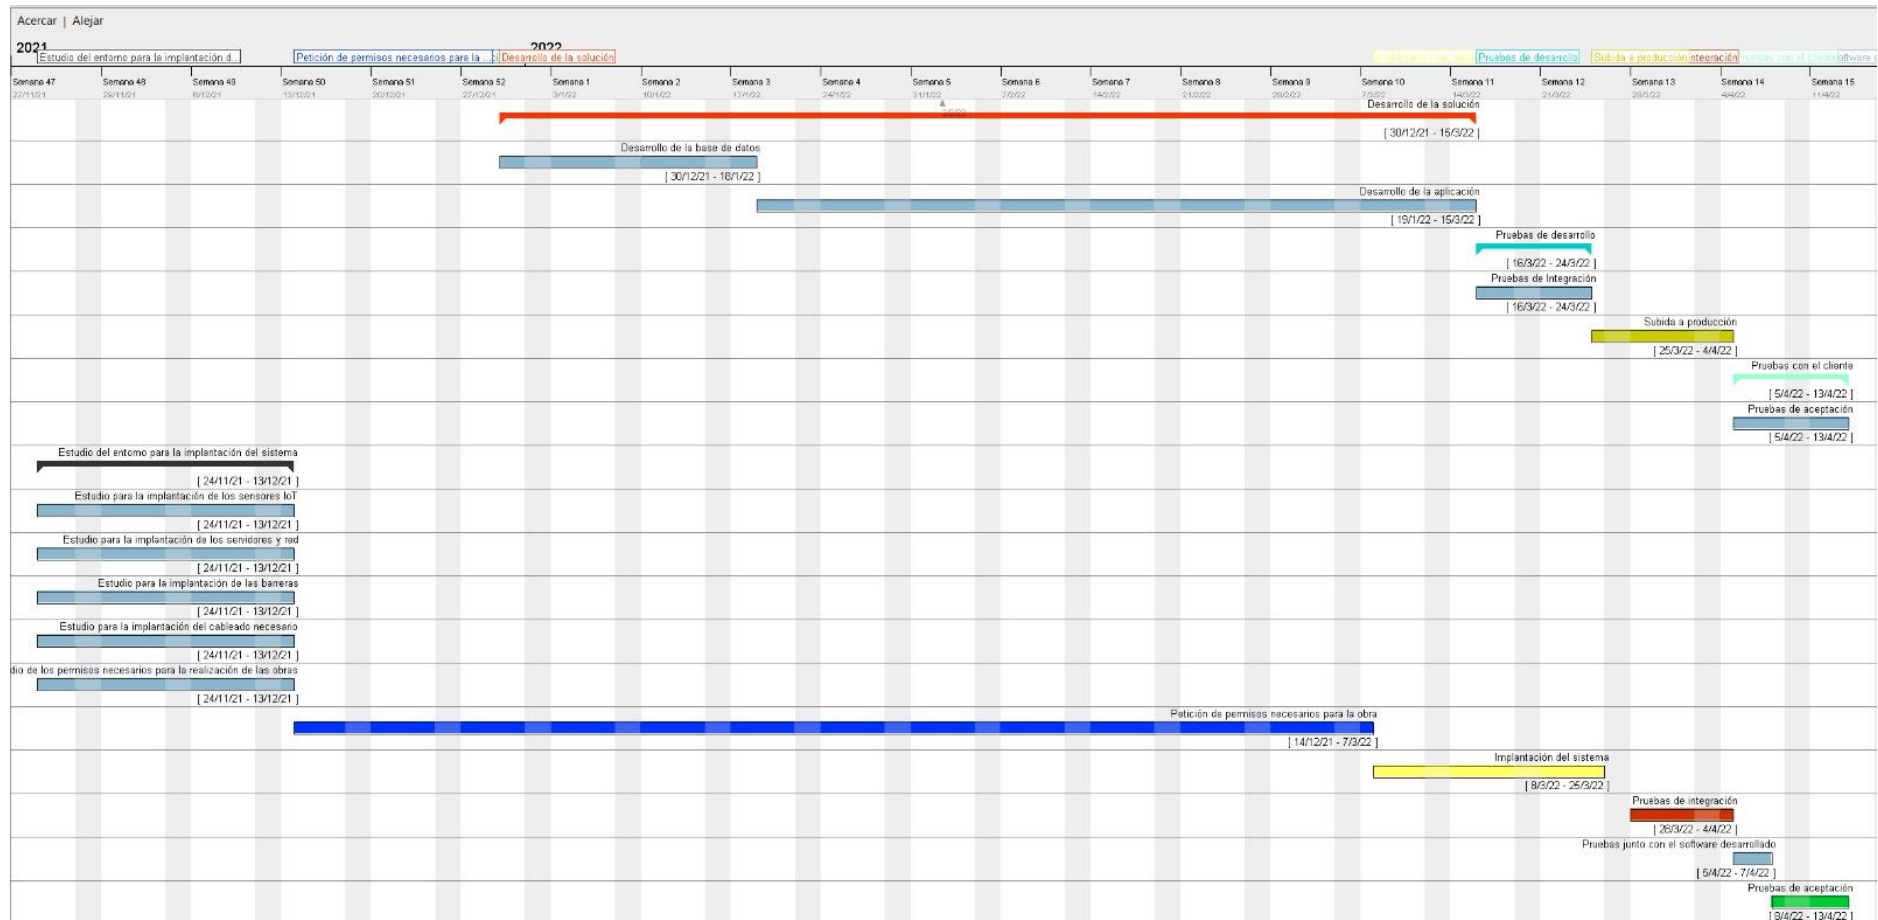 Acercar | Alejar
2021 2022
Estudio del entorno para la implantación d... Petición de permisos necesarios para la ... Desarrollo de la solución Pruebas de desarrollo Subida a producción ntegración oftware
Semana 47 Semana 48 Semana 49 Semana 50 Semana 51 Semana 52 Semana 1 Semana 2 Semana 3 Semana 4 Semana 5 Semana 6 Semana 7 Semana 8 Semana 9 Semana 10 Semana 11 Semana 12 Semana 13 Semana 14 Semana 15
22/11/21 29/11/21 6/12/21 13/12/21 20/12/21 27/12/21 3/1/22 10/1/22 17/1/22 24/1/22 31/1/22 7/2/22 14/2/22 21/2/22 28/2/22 7/3/22 14/3/22 21/3/22 28/3/22 4/4/22 11/4/22
Desarrollo de la solución
[ 30/12/21 - 15/3/22 ]
Desarrollo de la base de datos
[ 30/12/21 - 18/1/22 ]
Desarrollo de la aplicación
[ 19/1/22 - 15/3/22 ]
Pruebas de desarrollo
[ 16/3/22 - 24/3/22 ]
Pruebas de Integración
[ 16/3/22 - 24/3/22 ]
Subida a producción
[ 25/3/22 - 4/4/22 ]
Pruebas con el cliente
[ 5/4/22 - 13/4/22 ]
Pruebas de aceptación
[ 5/4/22 - 13/4/22 ]
Estudio del entorno para la implantación del sistema
[ 24/11/21 - 13/12/21 ]
Estudio para la implantación de los sensores IoT
[ 24/11/21 - 13/12/21 ]
Estudio para la implantación de los servidores y red
[ 24/11/21 - 13/12/21 ]
Estudio para la implantación de las barreras
[ 24/11/21 - 13/12/21 ]
Estudio para la implantación del cableado necesario
[ 24/11/21 - 13/12/21 ]
dio de los permisos necesarios para la realización de las obras
[ 24/11/21 - 13/12/21 ]
Petición de permisos necesarios para la obra
[ 14/12/21 - 7/3/22 ]
Implantación del sistema
[ 8/3/22 - 25/3/22 ]
Pruebas de integración
[ 28/3/22 - 4/4/22 ]
Pruebas junto con el software desarrollado
[ 5/4/22 - 7/4/22 ]
Pruebas de aceptación
[ 8/4/22 - 13/4/22 ]